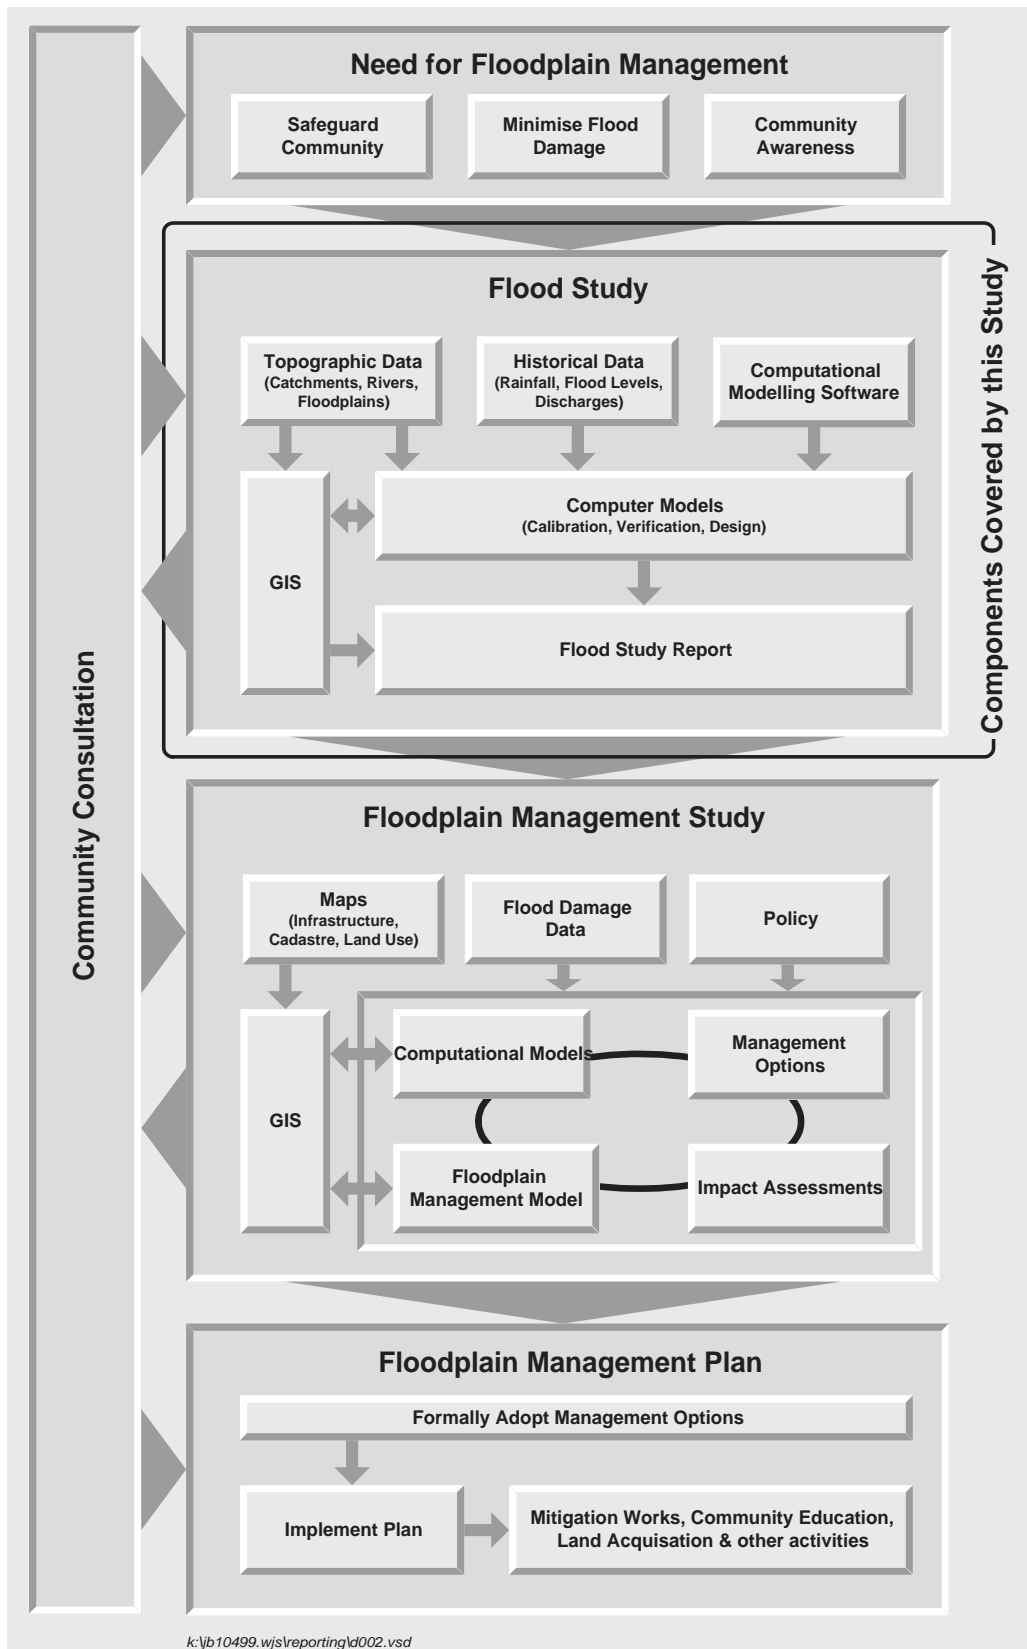 Community Consultation
Need for Floodplain Management
Safeguard
Community
Minimise Flood
Damage
Community
Awareness
Components Covered by this Study
Flood Study
Topographic Data
(Catchments, Rivers,
Floodplains)
Historical Data
(Rainfall, Flood Levels,
Discharges)
Computational
Modelling Software
GIS
Computer Models
(Calibration, Verification, Design)
Flood Study Report
Floodplain Management Study
Maps
(Infrastructure,
Cadastre, Land Use)
Flood Damage
Data
Policy
GIS
Computational Models
Management
Options
Floodplain
Management Model
Impact Assessments
Floodplain Management Plan
Formally Adopt Management Options
Implement Plan
Mitigation Works, Community Education,
Land Acquisation & other activities
k:\jb10499.wjs\reporting\d002.vsd